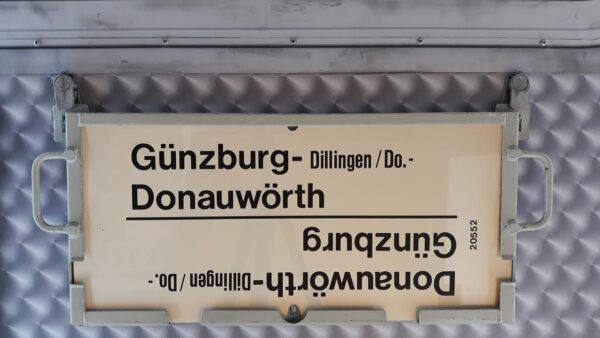 Günzburg- Dillingen/Do.-
Donauwörth
Günzburg
Donauwörth-Dillingen/Do.-
20552